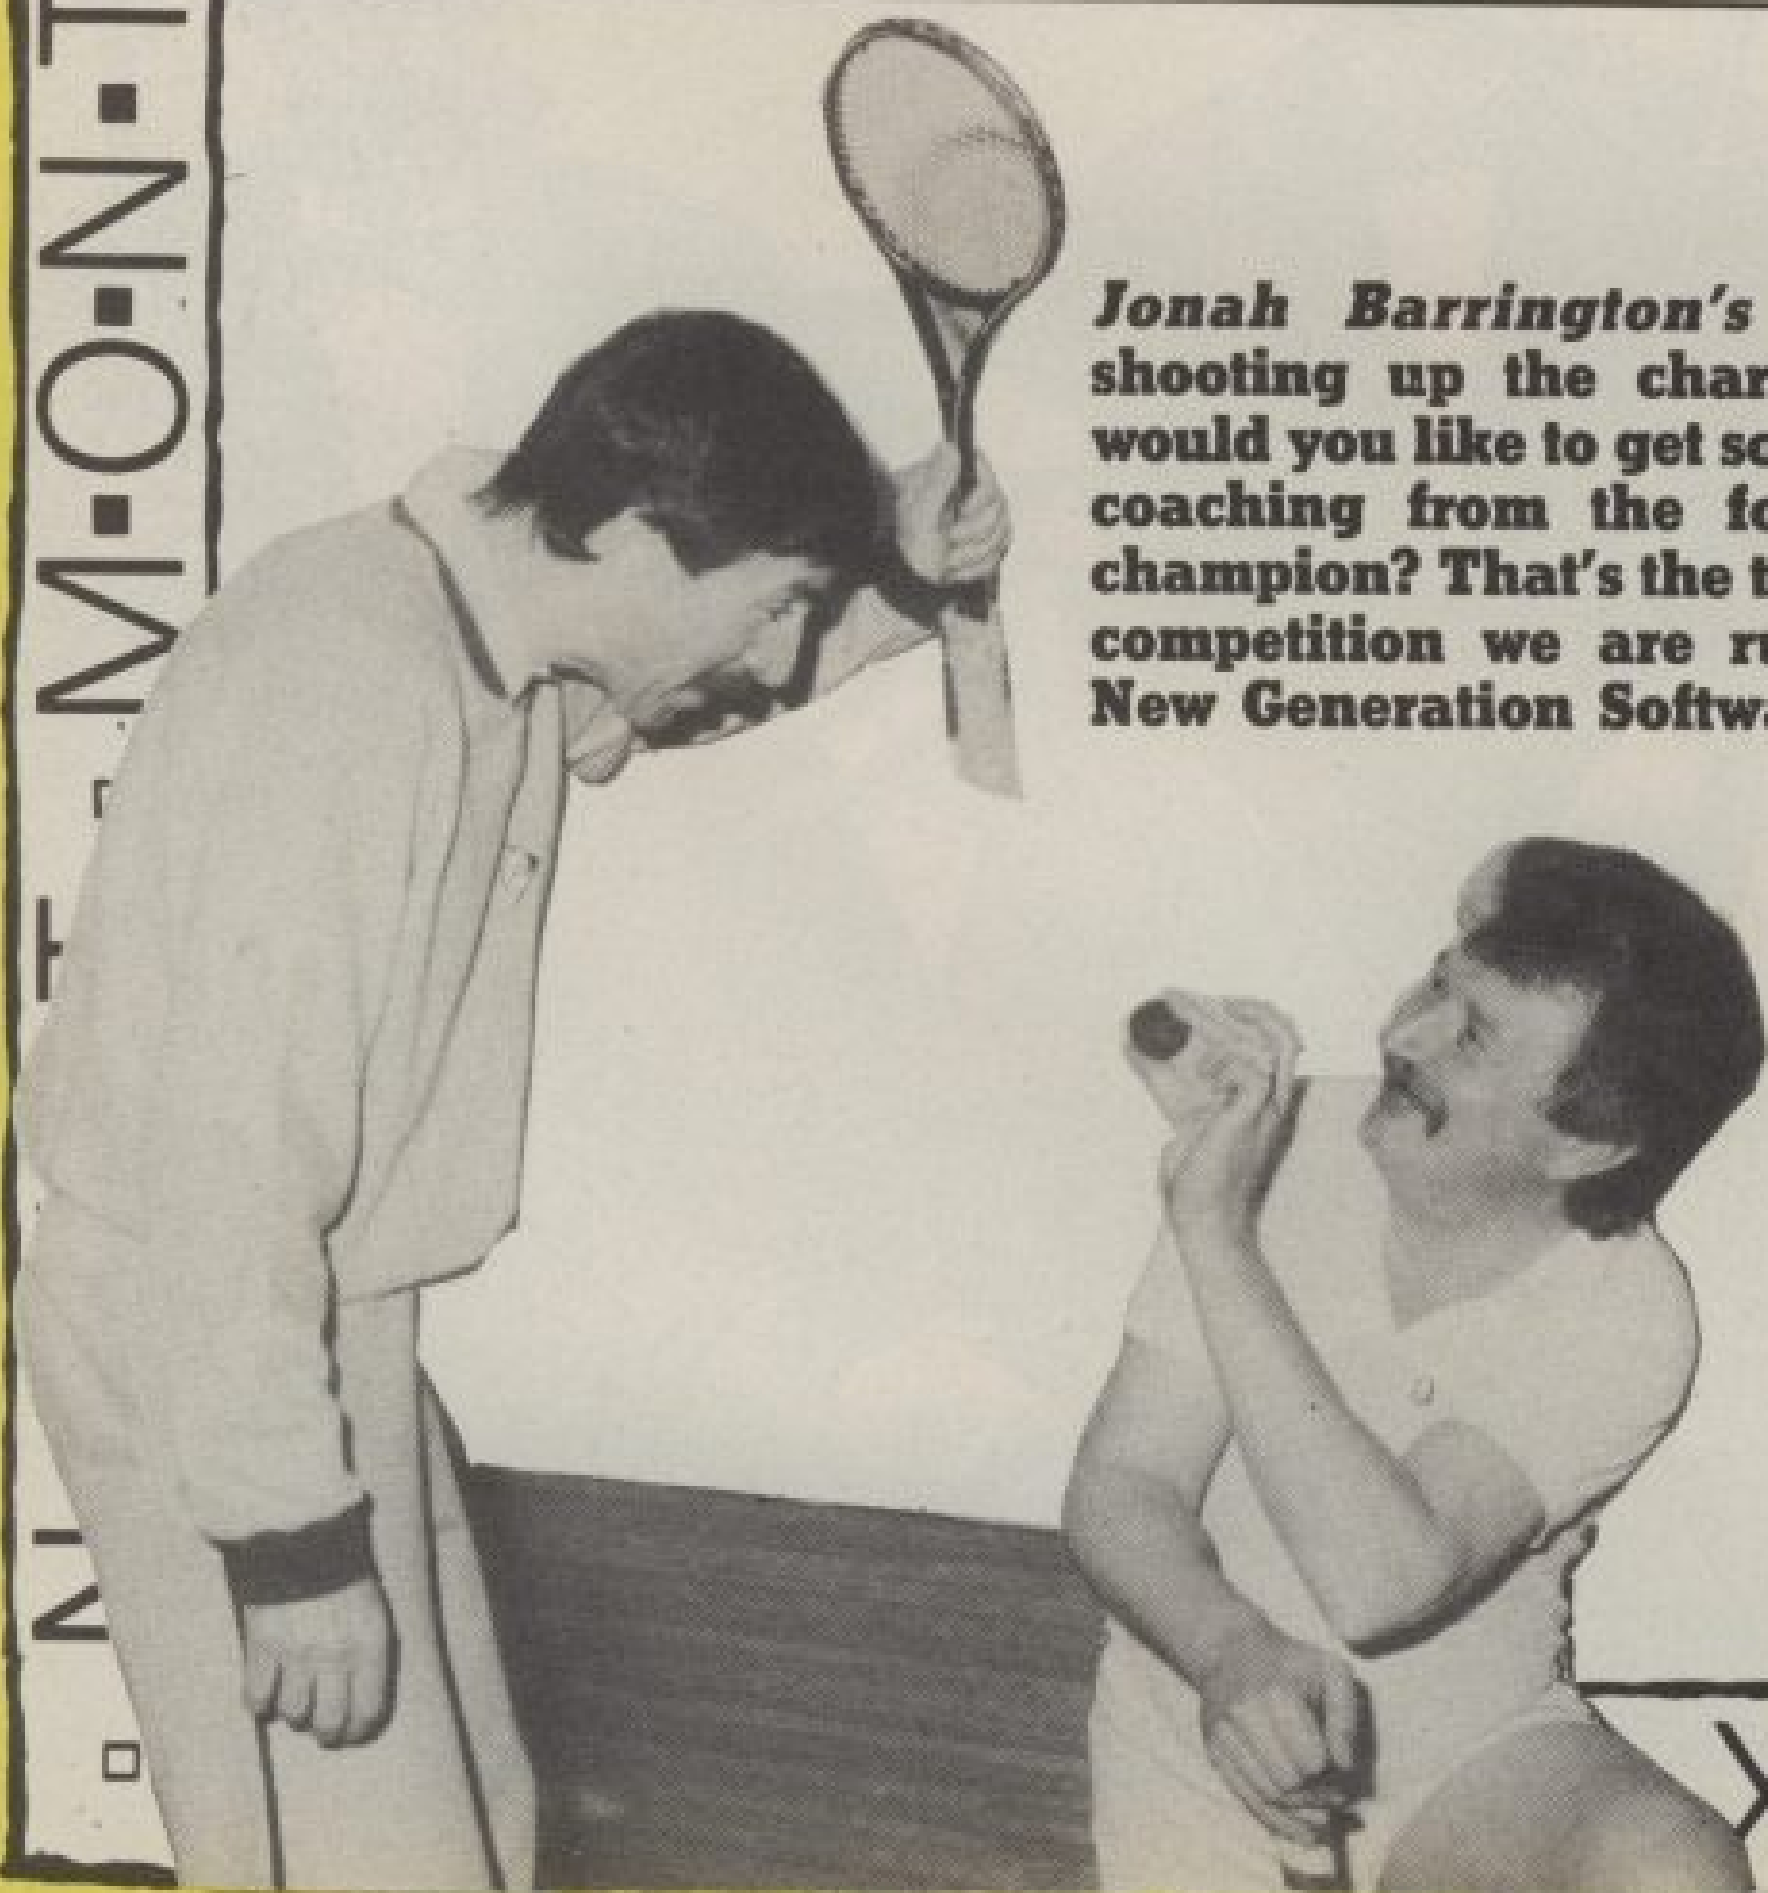 Jonah Barrington's
shooting up the char
would you like to get so
coaching from the fo
champion? That's the t
competition we are ru
New Generation Softw
M·O·N·T